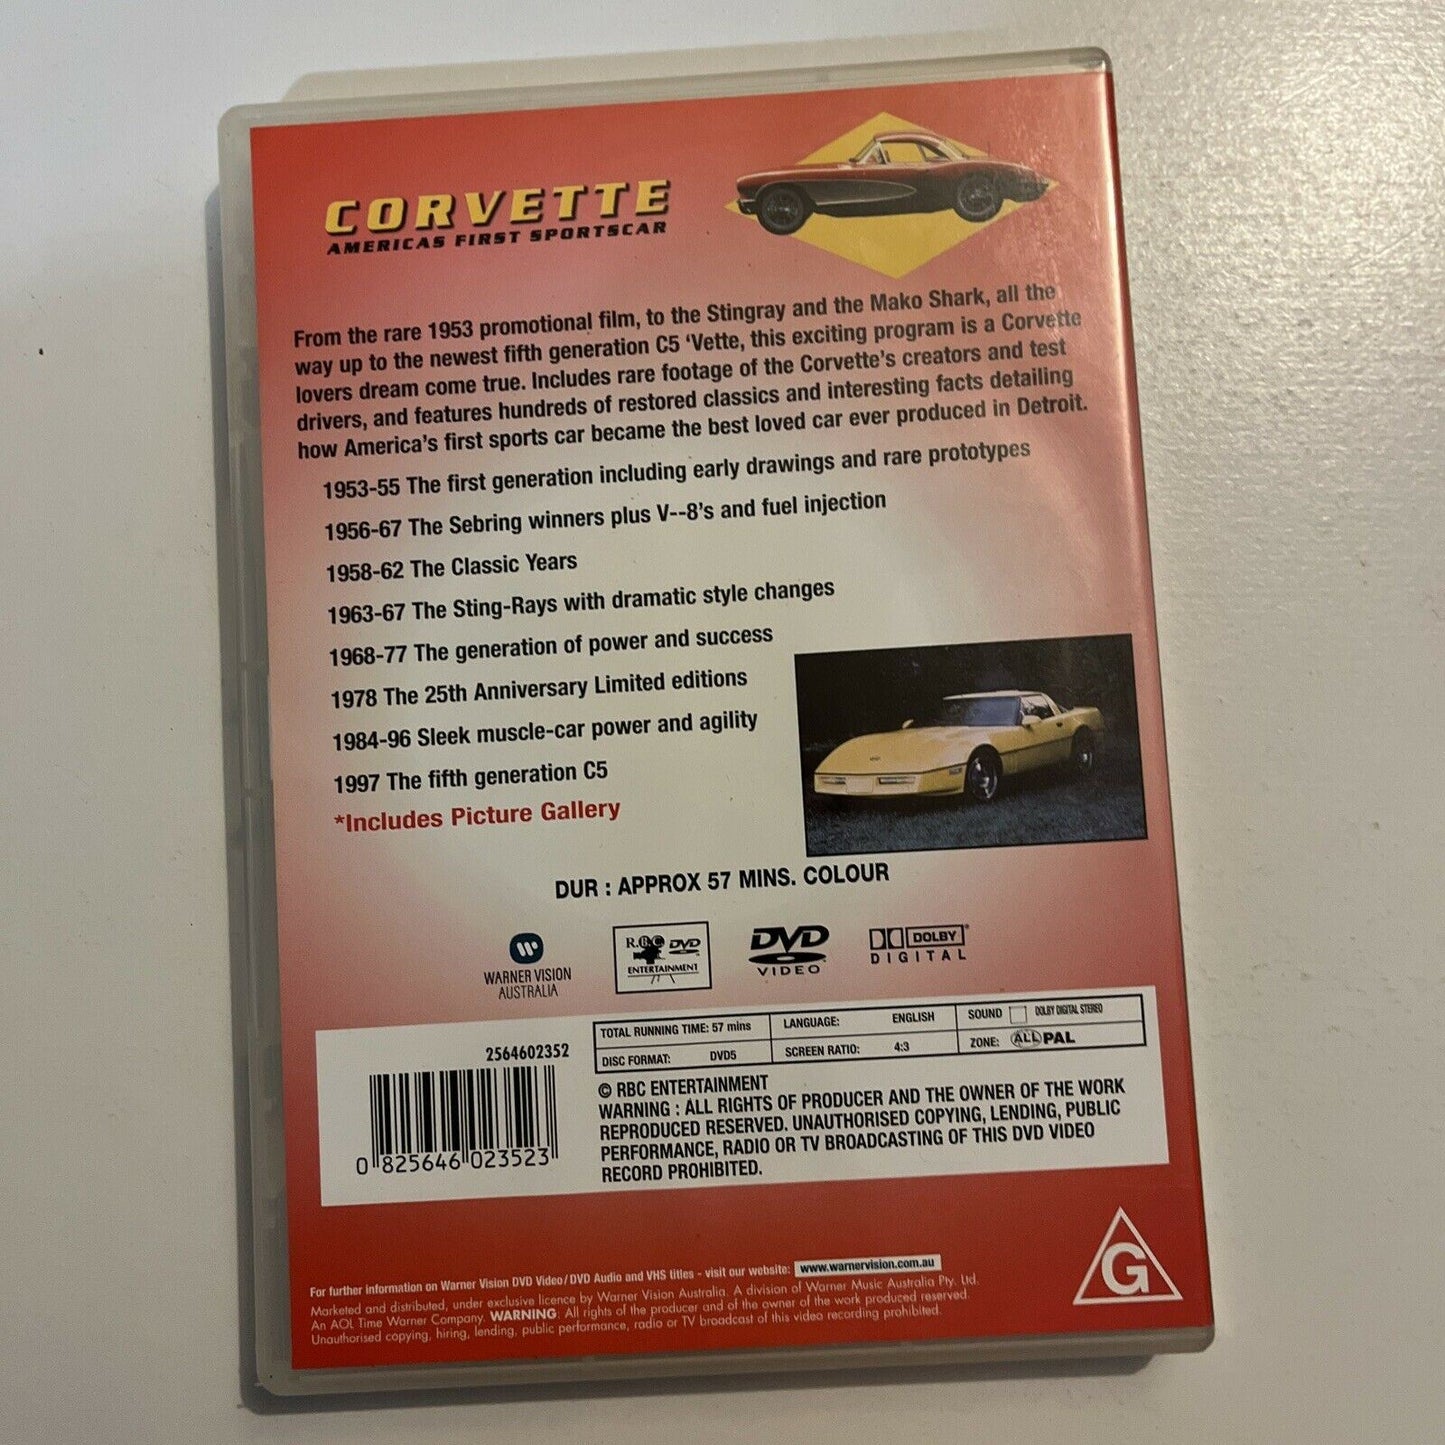 CORVETTE
AMERICAS FIRST SPORTSCAR
From the rare 1953 promotional film, to the Stingray and the Mako Shark, all the
way up to the newest fifth generation C5 ‘Vette, this exciting program is a Corvette
lovers dream come true. Includes rare footage of the Corvette’s creators and test
drivers, and features hundreds of restored classics and interesting facts detailing
how America’s first sports car became the best loved car ever produced in Detroit.
1953-55 The first generation including early drawings and rare prototypes
1956-67 The Sebring winners plus V--8’s and fuel injection
1958-62 The Classic Years
1963-67 The Sting-Rays with dramatic style changes
1968-77 The generation of power and success
1978 The 25th Anniversary Limited editions
1984-96 Sleek muscle-car power and agility
1997 The fifth generation C5
*Includes Picture Gallery
DUR : APPROX 57 MINS. COLOUR
WARNER VISION
AUSTRALIA
R.B.C DVD
ENTERTAINMENT
DVD
VIDEO
DOLBY
DIGITAL
2564602352
0 825646 023523
TOTAL RUNNING TIME: 57 mins LANGUAGE: ENGLISH SOUND DOLBY DIGITAL STEREO
DISC FORMAT: DVD5 SCREEN RATIO: 4:3 ZONE: ALL PAL
© RBC ENTERTAINMENT
WARNING : ALL RIGHTS OF PRODUCER AND THE OWNER OF THE WORK
REPRODUCED RESERVED. UNAUTHORISED COPYING, LENDING, PUBLIC
PERFORMANCE, RADIO OR TV BROADCASTING OF THIS DVD VIDEO
RECORD PROHIBITED.
For further information on Warner Vision DVD Video/DVD Audio and VHS titles - visit our website: www.warnervision.com.au
Marketed and distributed, under exclusive licence by Warner Vision Australia. A division of Warner Music Australia Pty. Ltd.
An AOL Time Warner Company. WARNING. All rights of the producer and of the owner of the work produced reserved.
Unauthorised copying, hiring, lending, public performance, radio or TV broadcast of this video recording prohibited.
G